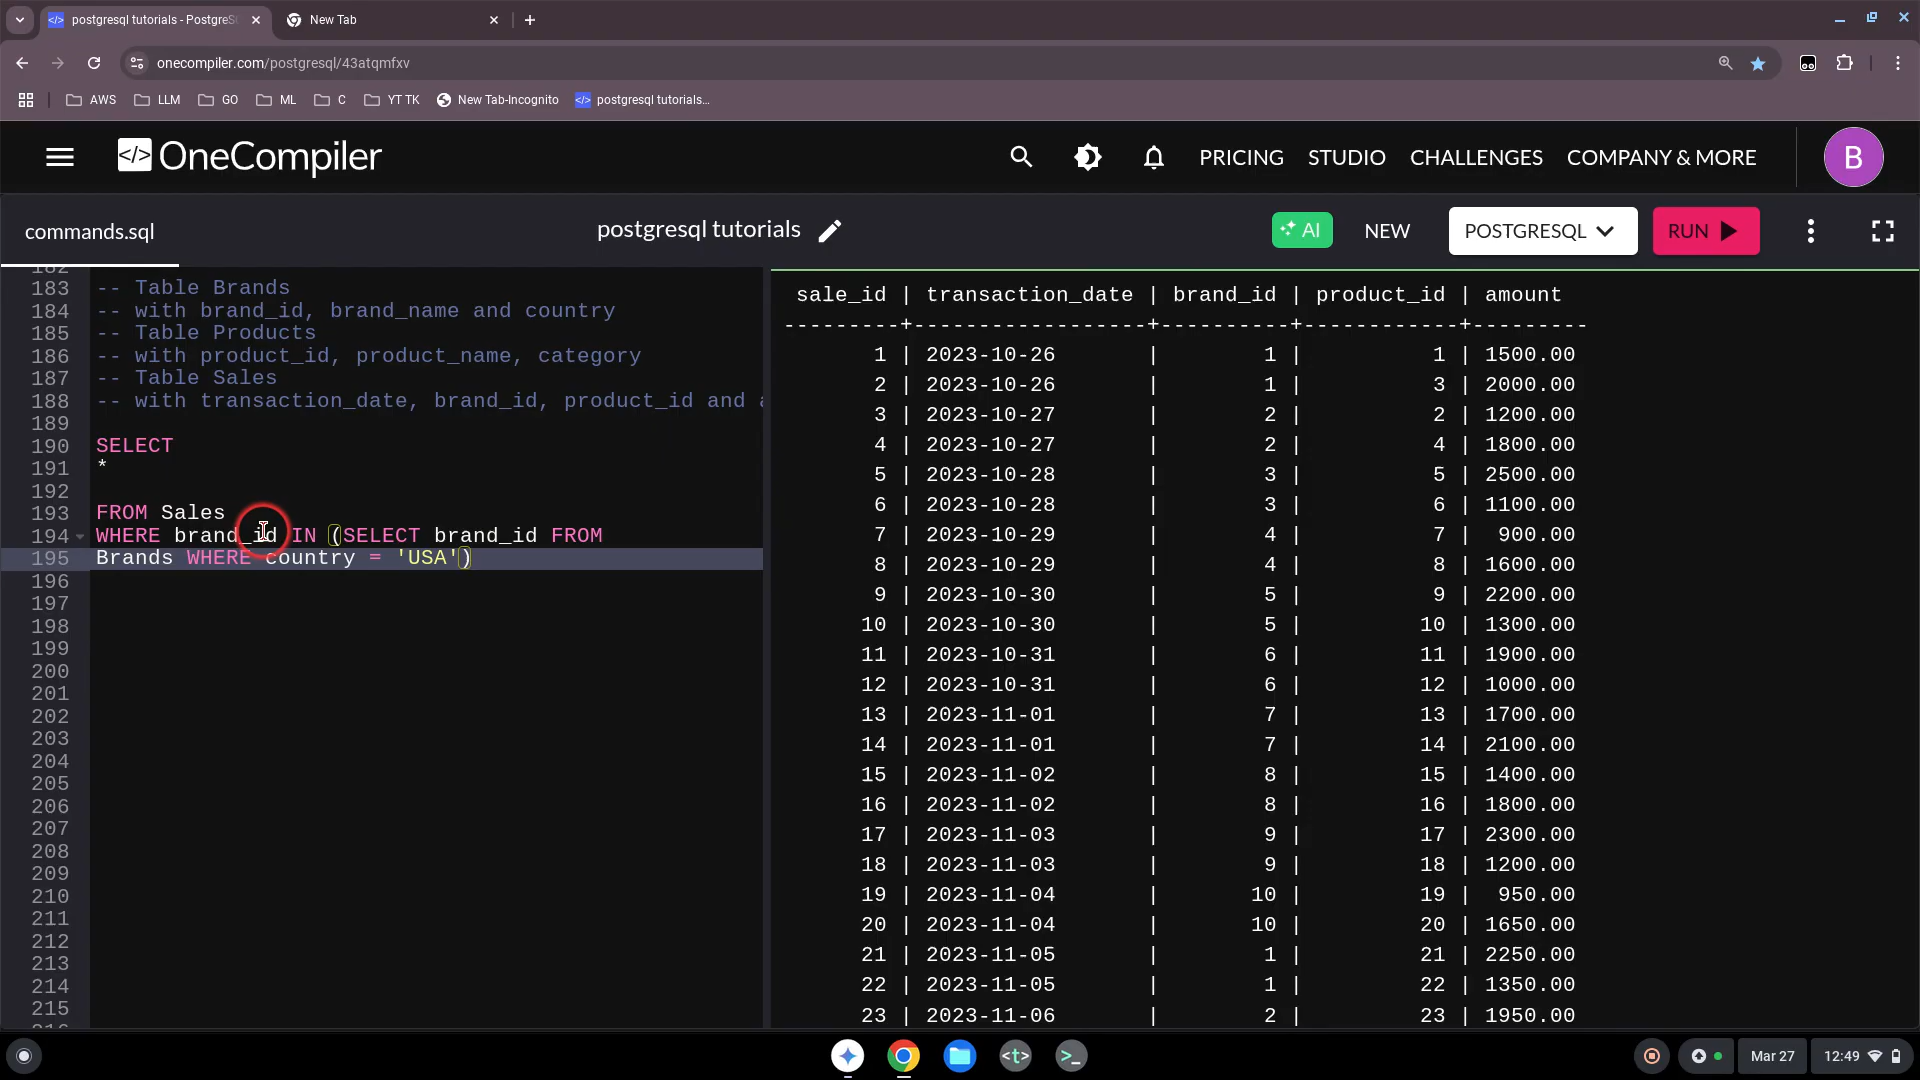 postgresql tutorials - PostgreS
New Tab
onecompiler.com/postgresql/43atqmfxv
AWS
LLM
GO
ML
C
YT TK
New Tab-Incognito
postgresql tutorials...
</> OneCompiler
PRICING
STUDIO
CHALLENGES
COMPANY & MORE
B
commands.sql
postgresql tutorials
AI
NEW
POSTGRESQL
RUN
182
183 -- Table Brands
184 -- with brand_id, brand_name and country
185 -- Table Products
186 -- with product_id, product_name, category
187 -- Table Sales
188 -- with transaction_date, brand_id, product_id and
189
190 SELECT
191 *
192
193 FROM Sales
194 WHERE brand_id IN (SELECT brand_id FROM
195 Brands WHERE country = 'USA')
196
197
198
199
200
201
202
203
204
205
206
207
208
209
210
211
212
213
214
215
sale_id | transaction_date | brand_id | product_id | amount
---------+------------------+----------+------------+---------
1 | 2023-10-26 | 1 | 1 | 1500.00
2 | 2023-10-26 | 1 | 3 | 2000.00
3 | 2023-10-27 | 2 | 2 | 1200.00
4 | 2023-10-27 | 2 | 4 | 1800.00
5 | 2023-10-28 | 3 | 5 | 2500.00
6 | 2023-10-28 | 3 | 6 | 1100.00
7 | 2023-10-29 | 4 | 7 | 900.00
8 | 2023-10-29 | 4 | 8 | 1600.00
9 | 2023-10-30 | 5 | 9 | 2200.00
10 | 2023-10-30 | 5 | 10 | 1300.00
11 | 2023-10-31 | 6 | 11 | 1900.00
12 | 2023-10-31 | 6 | 12 | 1000.00
13 | 2023-11-01 | 7 | 13 | 1700.00
14 | 2023-11-01 | 7 | 14 | 2100.00
15 | 2023-11-02 | 8 | 15 | 1400.00
16 | 2023-11-02 | 8 | 16 | 1800.00
17 | 2023-11-03 | 9 | 17 | 2300.00
18 | 2023-11-03 | 9 | 18 | 1200.00
19 | 2023-11-04 | 10 | 19 | 950.00
20 | 2023-11-04 | 10 | 20 | 1650.00
21 | 2023-11-05 | 1 | 21 | 2250.00
22 | 2023-11-05 | 1 | 22 | 1350.00
23 | 2023-11-06 | 2 | 23 | 1950.00
Mar 27
12:49